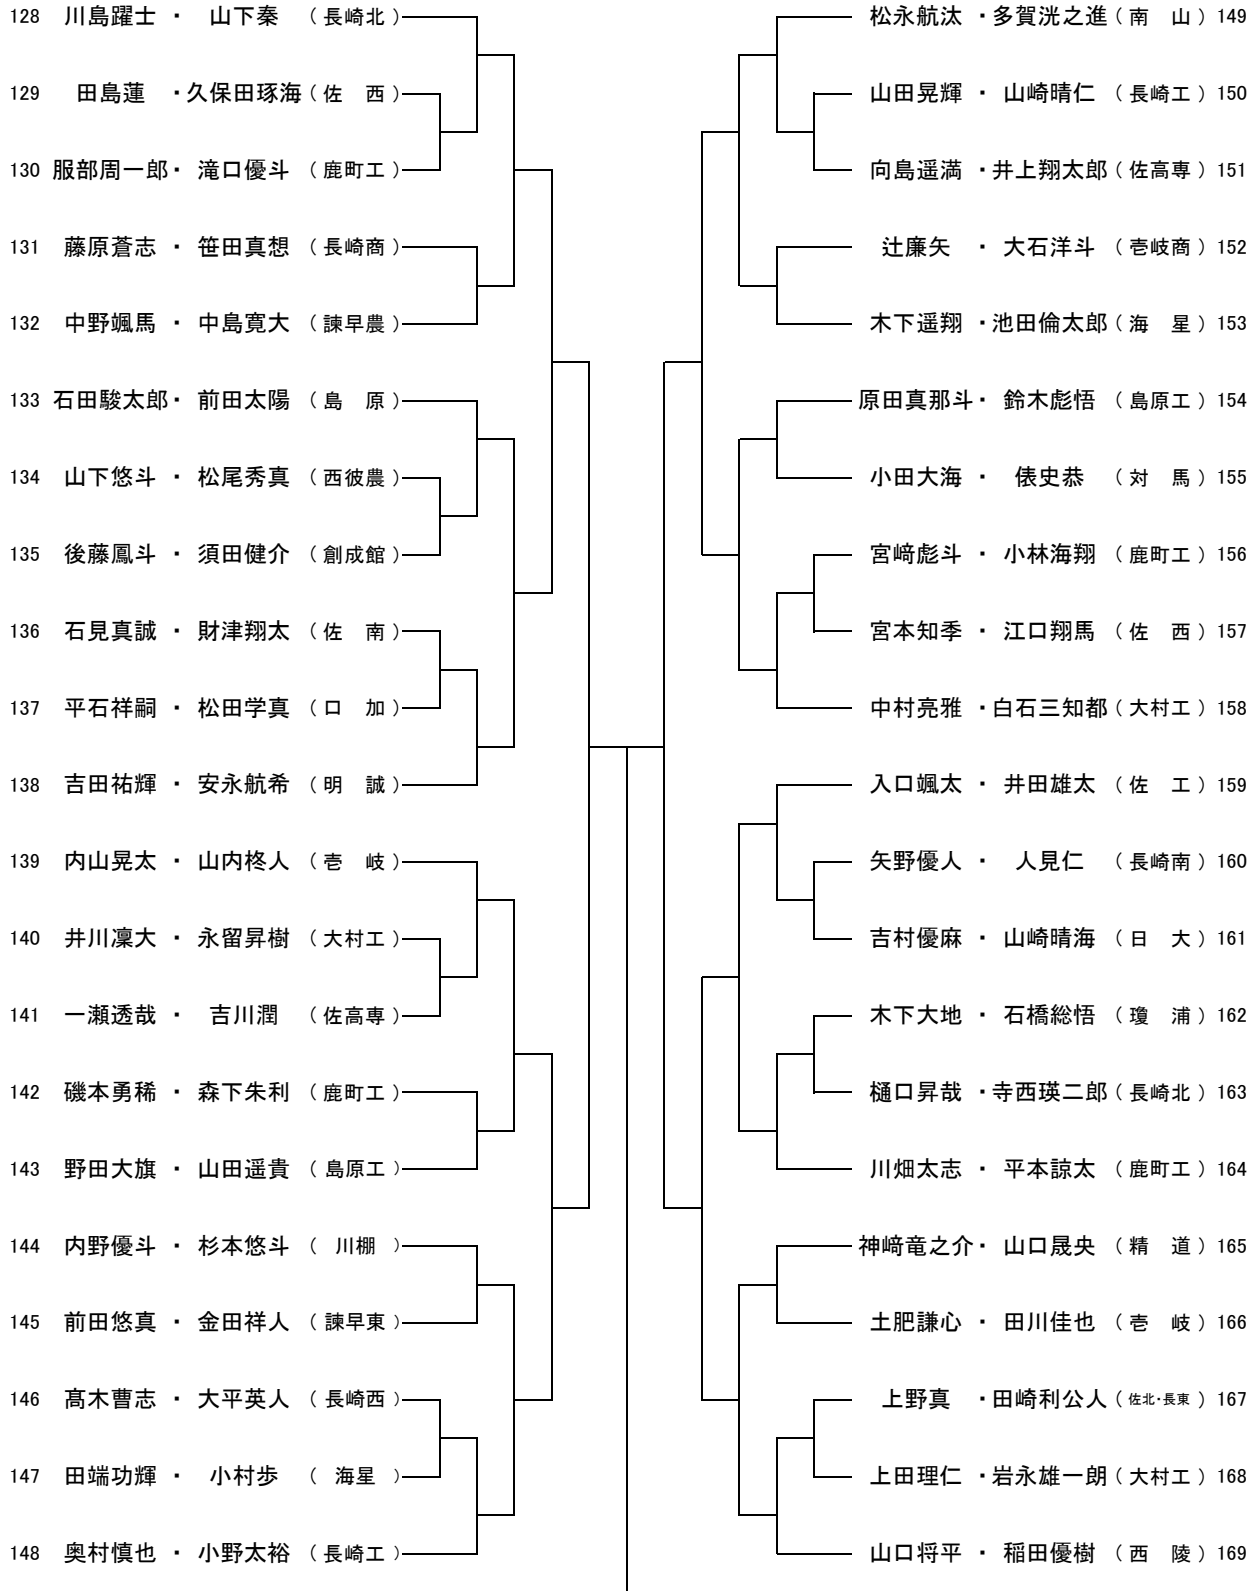 128 川島躍士 ・ 山下秦 （長崎北）
129 田島蓮 ・久保田琢海（佐　西）
130 服部周一郎・ 滝口優斗 （鹿町工）
131 藤原蒼志 ・ 笹田真想 （長崎商）
132 中野颯馬 ・ 中島寛大 （諫早農）
133 石田駿太郎・ 前田太陽 （島　原）
134 山下悠斗 ・ 松尾秀真 （西彼農）
135 後藤鳳斗 ・ 須田健介 （創成館）
136 石見真誠 ・ 財津翔太 （佐　南）
137 平石祥嗣 ・ 松田学真 （口　加）
138 吉田祐輝 ・ 安永航希 （明　誠）
139 内山晃太 ・ 山内柊人 （壱　岐）
140 井川凜大 ・ 永留昇樹 （大村工）
141 一瀬透哉 ・ 吉川潤 （佐高専）
142 磯本勇稀 ・ 森下朱利 （鹿町工）
143 野田大旗 ・ 山田遥貴 （島原工）
144 内野優斗 ・ 杉本悠斗 （川棚）
145 前田悠真 ・ 金田祥人 （諫早東）
146 髙木曹志 ・ 大平英人 （長崎西）
147 田端功輝 ・ 小村歩 （海星）
148 奥村慎也 ・ 小野太裕 （長崎工）
松永航汰 ・多賀洸之進（南　山）149
山田晃輝 ・ 山崎晴仁 （長崎工）150
向島遥満 ・井上翔太郎（佐高専）151
辻廉矢 ・ 大石洋斗 （壱岐商）152
木下遥翔 ・池田倫太郎（海　星）153
原田真那斗・ 鈴木彪悟 （島原工）154
小田大海 ・ 俵史恭 （対　馬）155
宮﨑彪斗 ・ 小林海翔 （鹿町工）156
宮本知季 ・ 江口翔馬 （佐　西）157
中村亮雅 ・白石三知都（大村工）158
入口颯太 ・ 井田雄太 （佐　工）159
矢野優人 ・ 人見仁 （長崎南）160
吉村優麻 ・ 山崎晴海 （日　大）161
木下大地 ・ 石橋総悟 （瓊　浦）162
樋口昇哉 ・寺西瑛二郎（長崎北）163
川畑太志 ・ 平本諒太 （鹿町工）164
神﨑竜之介・ 山口晟央 （精　道）165
土肥謙心 ・ 田川佳也 （壱　岐）166
上野真 ・田崎利公人（佐北・長東）167
上田理仁 ・岩永雄一朗（大村工）168
山口将平 ・ 稲田優樹 （西　陵）169